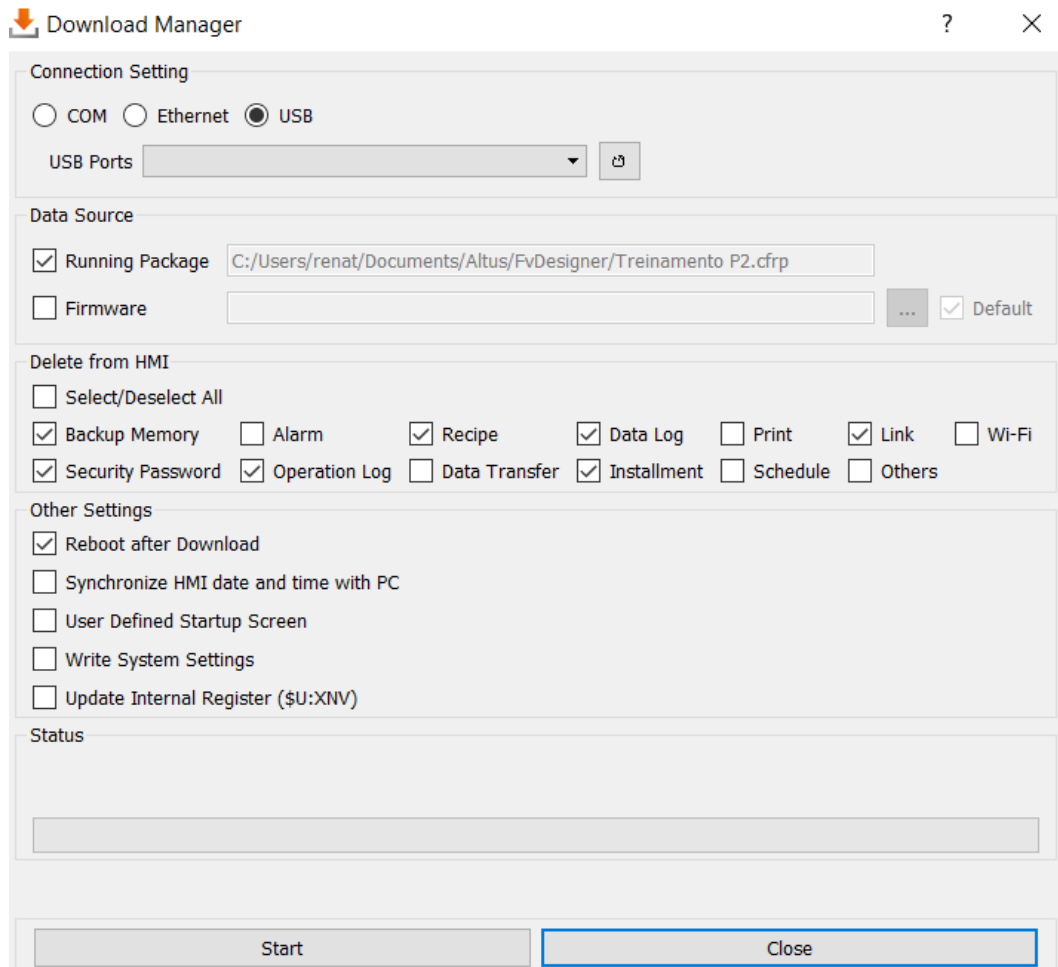 Download Manager ?
Connection Setting
COM Ethernet USB
USB Ports
Data Source
Running Package C:/Users/renat/Documents/Altus/FvDesigner/Treinamento P2.cfrp
Firmware ... Default
Delete from HMI
Select/Deselect All
Backup Memory Alarm Recipe Data Log Print Link Wi-Fi
Security Password Operation Log Data Transfer Installment Schedule Others
Other Settings
Reboot after Download
Synchronize HMI date and time with PC
User Defined Startup Screen
Write System Settings
Update Internal Register ($U:XNV)
Status
Start Close